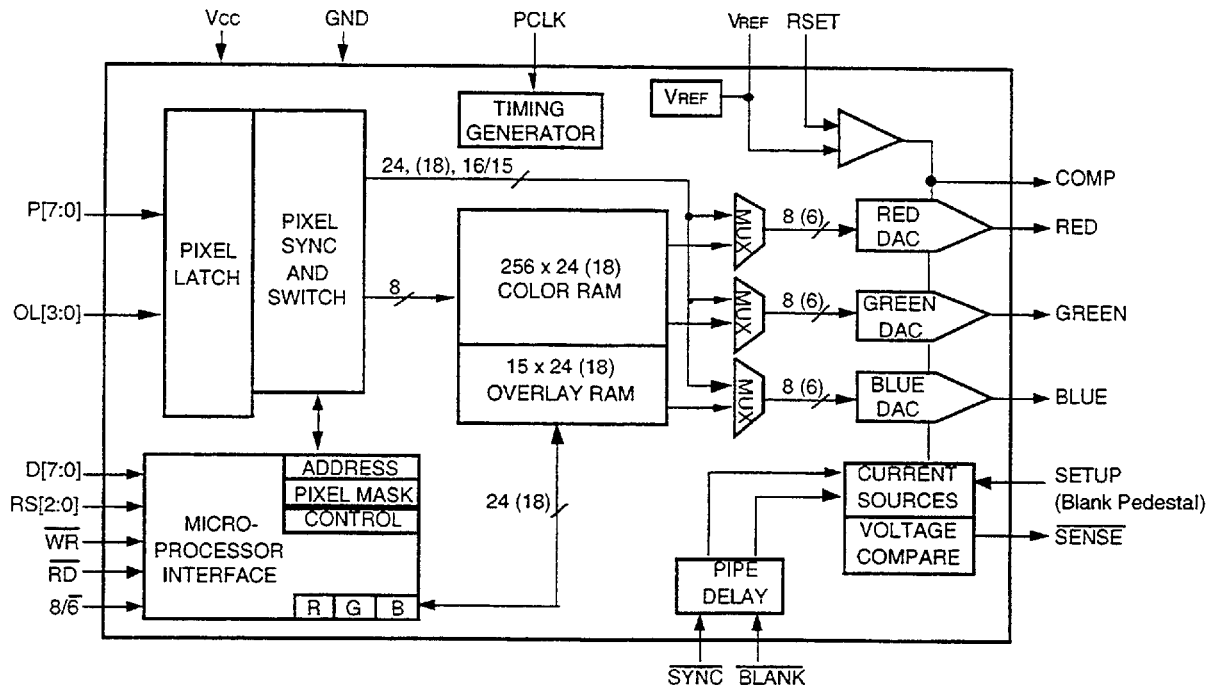 Vcc
GND
PCLK
VREF
RSET
VREF
TIMING
GENERATOR
24, (18), 16/15
COMP
P[7:0]
PIXEL
LATCH
PIXEL
SYNC
AND
SWITCH
MUX
8 (6)
RED
DAC
RED
256 x 24 (18)
COLOR RAM
8
OL[3:0]
MUX
8 (6)
GREEN
DAC
GREEN
15 x 24 (18)
OVERLAY RAM
MUX
8 (6)
BLUE
DAC
BLUE
D[7:0]
RS[2:0]
WR
RD
8/6
MICRO-
PROCESSOR
INTERFACE
ADDRESS
PIXEL MASK
CONTROL
R G B
24 (18)
CURRENT
SOURCES
VOLTAGE
COMPARE
SETUP
(Blank Pedestal)
SENSE
PIPE
DELAY
SYNC
BLANK